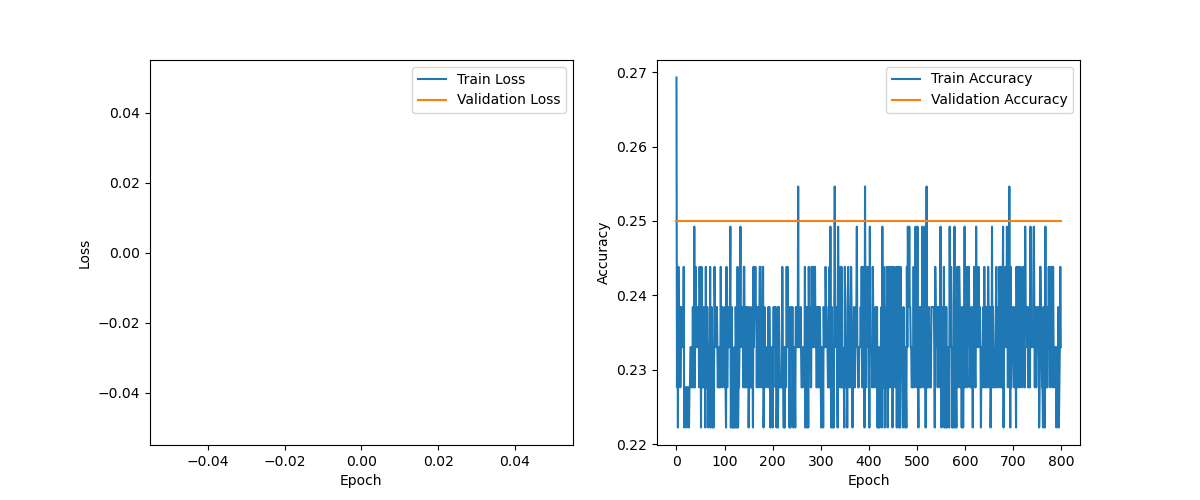 Train Loss
Validation Loss
0.04
0.02
0.00
−0.02
−0.04
Loss
−0.04 −0.02 0.00 0.02 0.04
Epoch
Train Accuracy
Validation Accuracy
0.27
0.26
0.25
0.24
0.23
0.22
Accuracy
0 100 200 300 400 500 600 700 800
Epoch